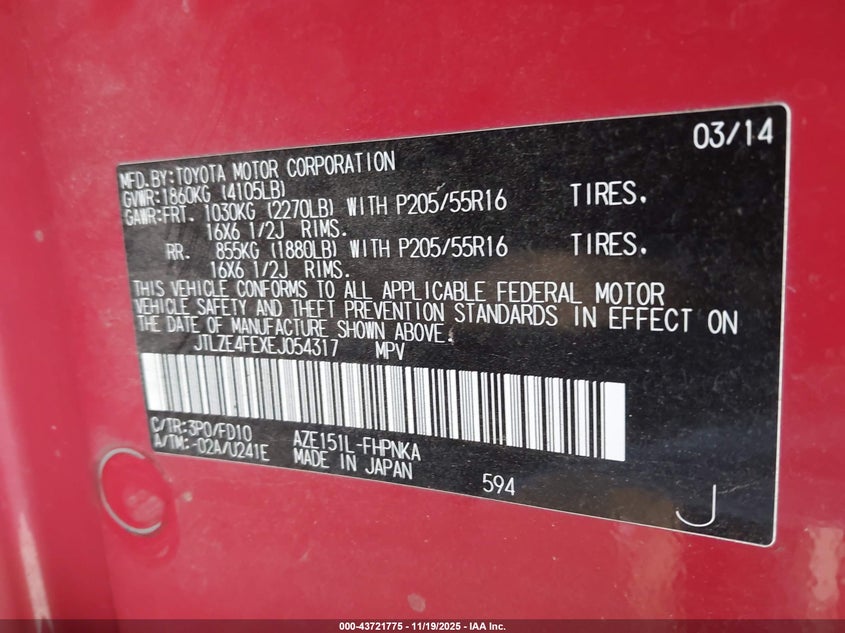 03/14
MFD.BY:TOYOTA MOTOR CORPORATION
GVWR:1860KG (4105LB)
GAWR:FRT. 1030KG (2270LB) WITH P205/55R16 TIRES.
16X6 1/2J RIMS.
RR. 855KG (1880LB) WITH P205/55R16 TIRES.
16X6 1/2J RIMS.
THIS VEHICLE CONFORMS TO ALL APPLICABLE FEDERAL MOTOR
VEHICLE SAFETY AND THEFT PREVENTION STANDARDS IN EFFECT ON
THE DATE OF MANUFACTURE SHOWN ABOVE.
JTLZE4FEXEJ054317 MPV
C/TR:3P0/FD10 AZE151L-FHPNKA
A/TM:-02A/U241E MADE IN JAPAN 594
J
000-43721775 - 11/19/2025 - IAA Inc.